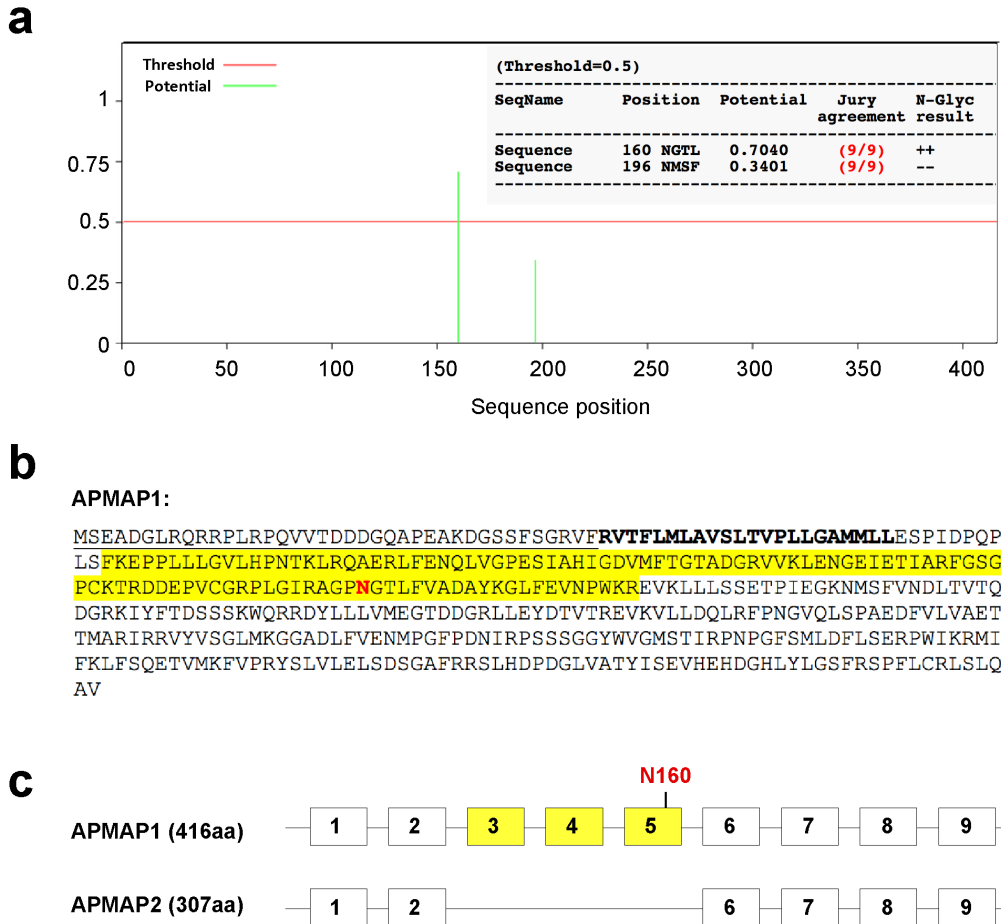 a
Threshold
Potential
(Threshold=0.5)
SeqName Position Potential Jury agreement N-Glyc result
Sequence 160 NGTL 0.7040 (9/9) ++
Sequence 196 NMSF 0.3401 (9/9) --
1
0.75
0.5
0.25
0
0 50 100 150 200 250 300 350 400
Sequence position
b
APMAP1:
MSEADGLRQRRPLRPQVVTDDDGQAPEAKDGSSFSGRVFRVTFLMLAVSLTVPLLGAMMLLESPIDPQP
LSFKEPPLLLGVLHPNTKLRQAERLFENQLVGPESIAHIGDVMFTGTADGRVVKLENGEIETIARFGSG
PCKTRDDEPVCGRPLGIRAGPNGTLFVADAYKGLFEVNPWKREVKLLLSSETPIEGKNMSFVNDLTVTQ
DGRKIYFTDSSSKWQRRDYLLLVMEGTDDGRLLEYDTVTREVKVLLDQLRFPNGVQLSPAEDFVLVAET
TMARIRRVYVSGLMKGGADLFVENMPGFPDNIRPSSSGGYWVGMSTIRPNPGFSMLDFLSERPWIKRMI
FKLFSQETVMKFVPRYSLVLELSDSGAFRRSLHDPDGLVATYISEVHEHDGHLYLGSFRSPFLCRLSLQ
AV
c
N160
APMAP1 (416aa) 1 2 3 4 5 6 7 8 9
APMAP2 (307aa) 1 2 6 7 8 9